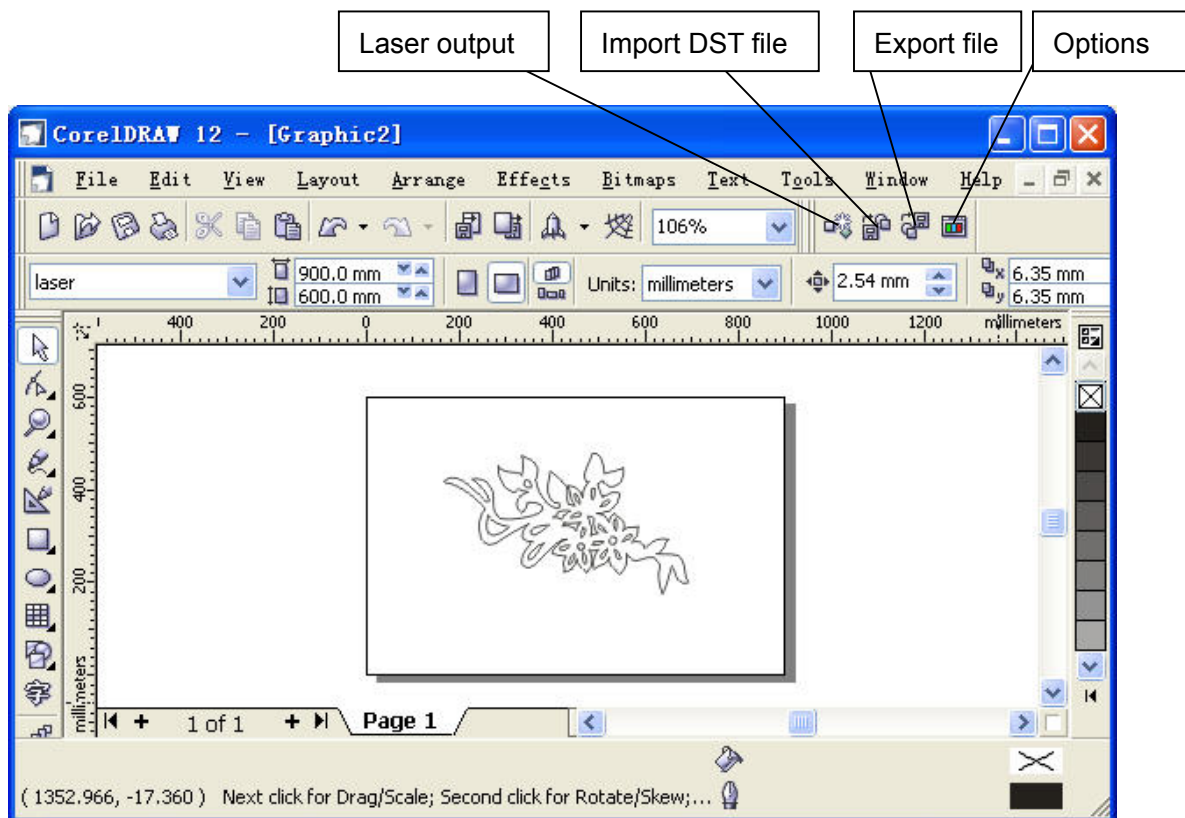 Laser output Import DST file Export file Options
CorelDRAW 12 - [Graphic2]
File Edit View Layout Arrange Effects Bitmaps Text Tools Window Help
106%
laser 900.0 mm Units: millimeters 2.54 mm 6.35 mm
600.0 mm 6.35 mm
400 200 0 200 400 600 800 1000 1200 millimeters
600
400
200
millimeters
字
1 of 1 Page 1
( 1352.966, -17.360 ) Next click for Drag/Scale; Second click for Rotate/Skew;...